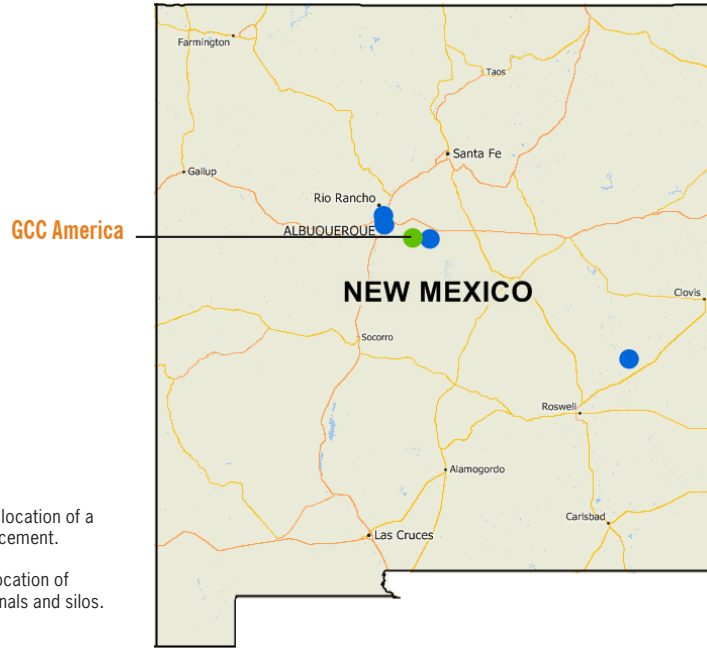 Farmington
Taos
Santa Fe
Gallup
Rio Rancho
GCC America
ALBUQUERQUE
NEW MEXICO
Clovis
Socorro
Roswell
Alamogordo
location of a
cement.
Carlsbad
Las Cruces
ocation of
nals and silos.